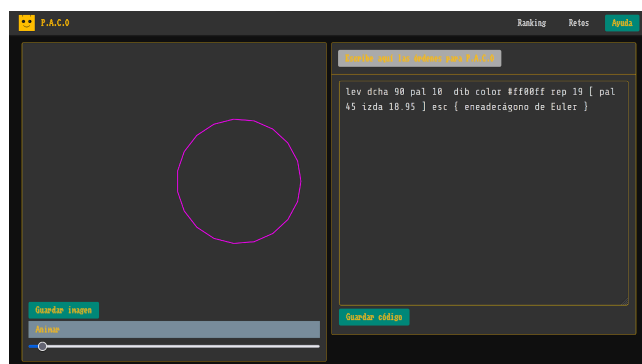 P.A.C.O
Ranking Retos Ayuda
Escribe aquí las órdenes para P.A.C.O
lev dcha 90 pal 10  dib color #ff00ff rep 19 [ pal
45 izda 18.95 ] esc { eneadecágono de Euler }
Guardar imagen
Animar
Guardar código